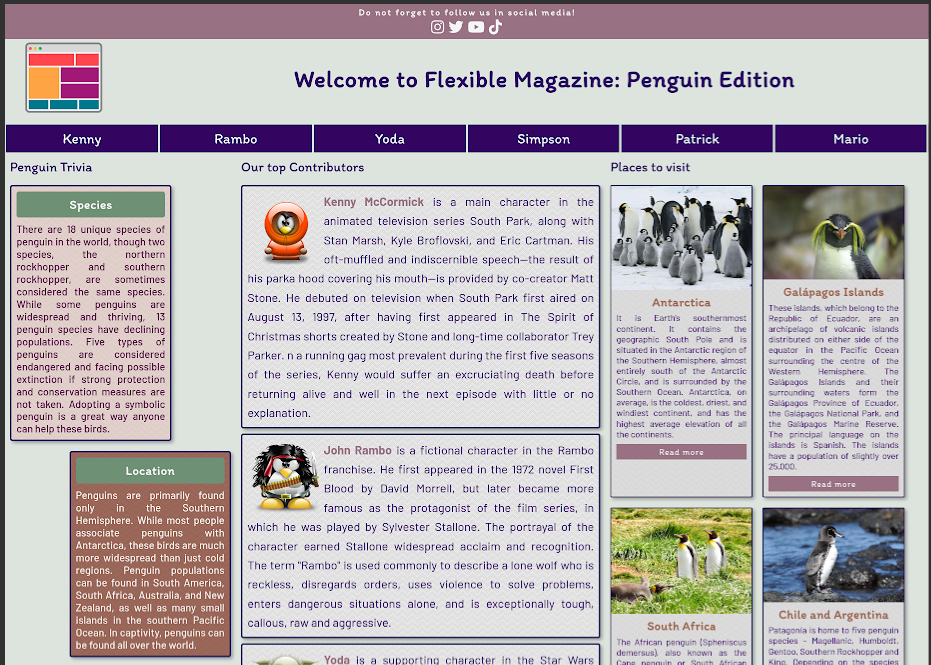 Do not forget to follow us in social media!
Welcome to Flexible Magazine: Penguin Edition
Kenny
Rambo
Yoda
Simpson
Patrick
Mario
Penguin Trivia
Species
There are 18 unique species of
penguin in the world, though two
species, the northern
rockhopper and southern
rockhopper, are sometimes
considered the same species.
While some penguins are
widespread and thriving, 13
penguin species have declining
populations. Five types of
penguins are considered
endangered and facing possible
extinction if strong protection
and conservation measures are
not taken. Adopting a symbolic
penguin is a great way anyone
can help these birds.
Location
Penguins are primarily found
only in the Southern
Hemisphere. While most people
associate penguins with
Antarctica, these birds are much
more widespread than just cold
regions. Penguin populations
can be found in South America,
South Africa, Australia, and New
Zealand, as well as many small
islands in the southern Pacific
Ocean. In captivity, penguins can
be found all over the world.
Our top Contributors
Kenny McCormick is a main character in the
animated television series South Park, along with
Stan Marsh, Kyle Broflovski, and Eric Cartman. His
oft-muffled and indiscernible speech—the result of
his parka hood covering his mouth—is provided by co-creator Matt
Stone. He debuted on television when South Park first aired on
August 13, 1997, after having first appeared in The Spirit of
Christmas shorts created by Stone and long-time collaborator Trey
Parker. n a running gag most prevalent during the first five seasons
of the series, Kenny would suffer an excruciating death before
returning alive and well in the next episode with little or no
explanation.
John Rambo is a fictional character in the Rambo
franchise. He first appeared in the 1972 novel First
Blood by David Morrell, but later became more
famous as the protagonist of the film series, in
which he was played by Sylvester Stallone. The portrayal of the
character earned Stallone widespread acclaim and recognition.
The term "Rambo" is used commonly to describe a lone wolf who is
reckless, disregards orders, uses violence to solve problems,
enters dangerous situations alone, and is exceptionally tough,
callous, raw and aggressive.
Yoda is a supporting character in the Star Wars
Places to visit
Antarctica
It is Earth's southernmost
continent. It contains the
geographic South Pole and is
situated in the Antarctic region of
the Southern Hemisphere, almost
entirely south of the Antarctic
Circle, and is surrounded by the
Southern Ocean. Antarctica, on
average, is the coldest, driest, and
windiest continent, and has the
highest average elevation of all
the continents.
Read more
Galápagos Islands
These islands, which belong to the
Republic of Ecuador, are an
archipelago of volcanic islands
distributed on either side of the
equator in the Pacific Ocean
surrounding the centre of the
Western Hemisphere. The
Galápagos Islands and their
surrounding waters form the
Galápagos Province of Ecuador,
the Galápagos National Park, and
the Galápagos Marine Reserve.
The principal language on the
islands is Spanish. The islands
have a population of slightly over
25,000.
Read more
South Africa
The African penguin (Spheniscus
demersus), also known as the
Cape penguin or South African
Chile and Argentina
Patagonia is home to five penguin
species - Magellanic, Humboldt,
Gentoo, Southern Rockhopper and
King. Depending on the species